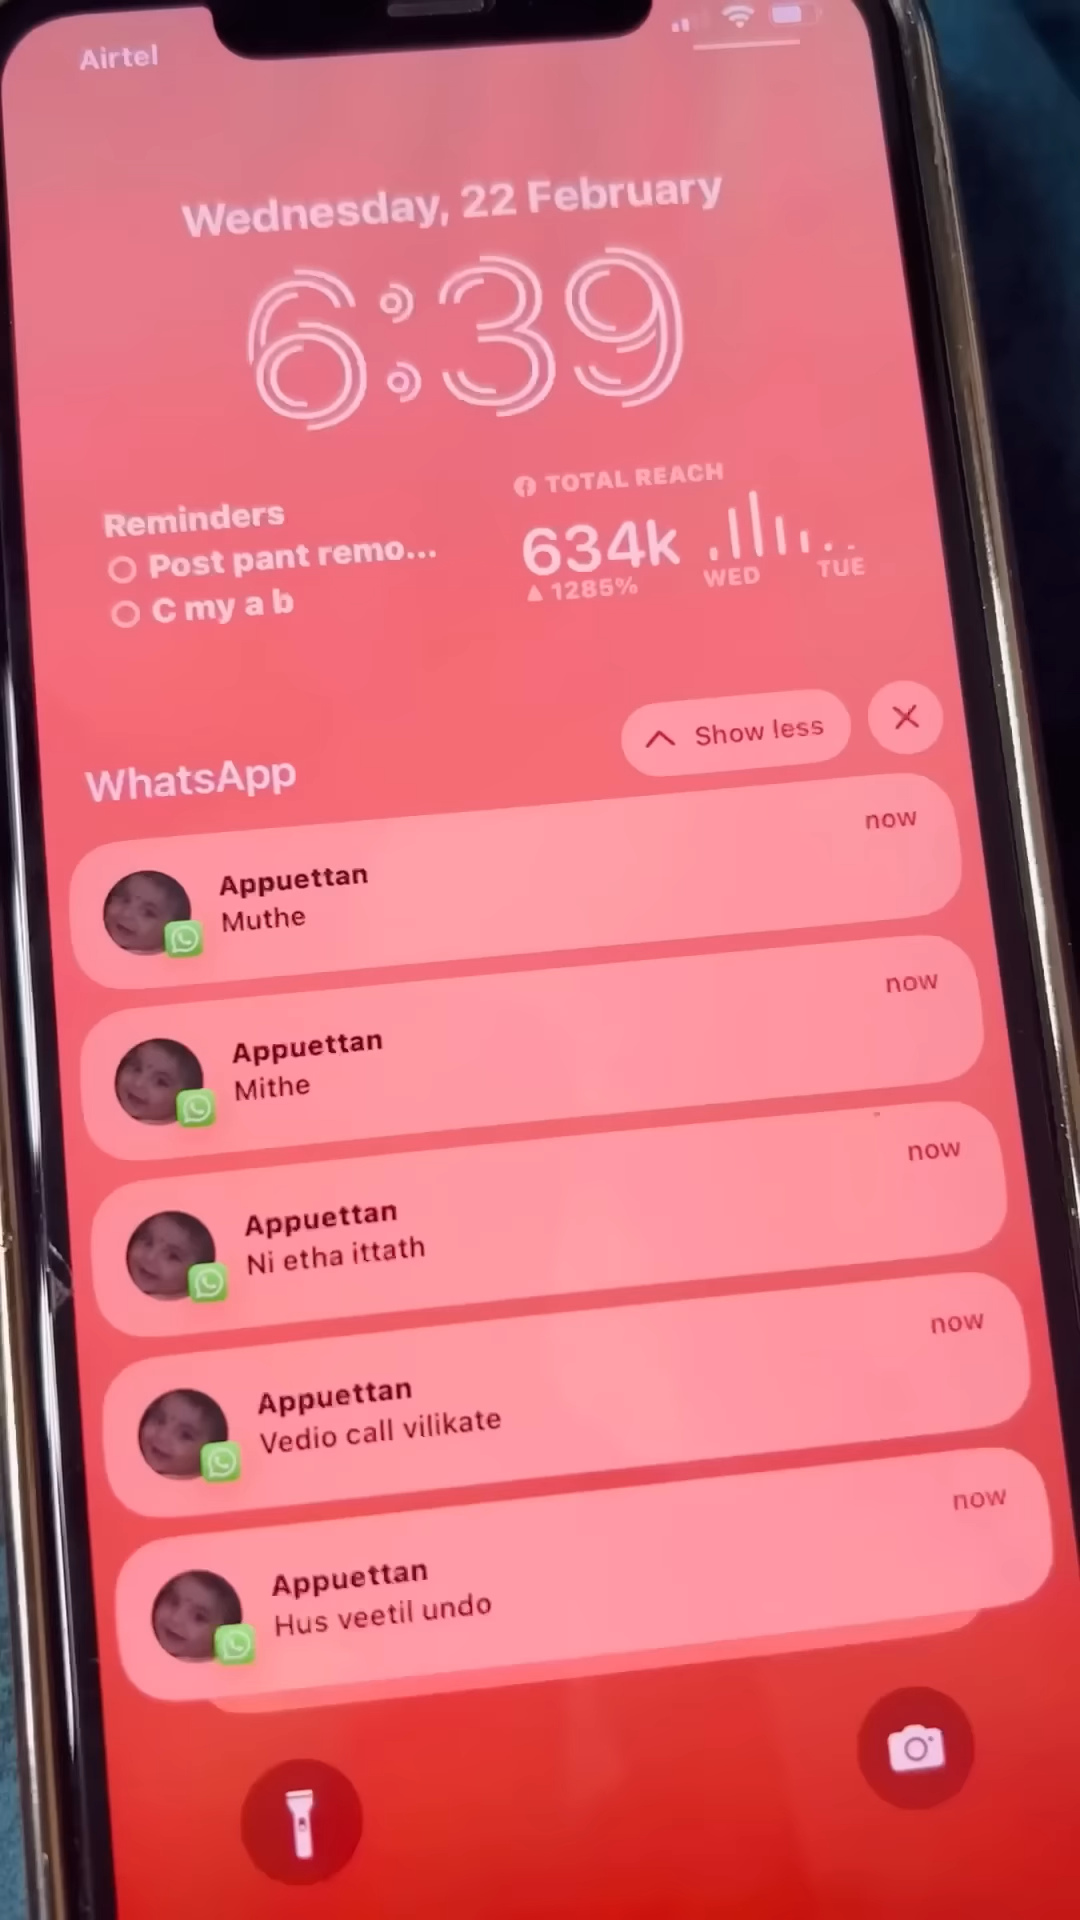 Airtel
Wednesday, 22 February
6:39
Reminders
Post pant remo...
C my a b
TOTAL REACH
634k
▲ 1285%
WED TUE
WhatsApp
Show less
now
Appuettan
Muthe
now
Appuettan
Mithe
now
Appuettan
Ni etha ittath
now
Appuettan
Vedio call vilikate
now
Appuettan
Hus veetil undo